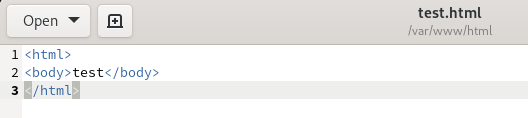 Open
test.html
/var/www/html
1 <html>
2 <body>test</body>
3 </html>